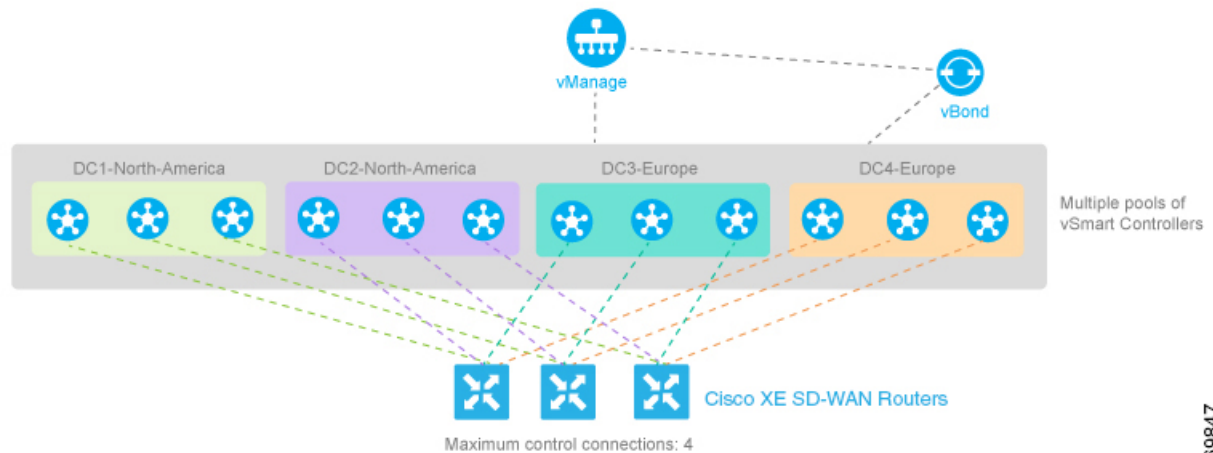 vManage
vBond
DC1-North-America
DC2-North-America
DC3-Europe
DC4-Europe
Multiple pools of
vSmart Controllers
Cisco XE SD-WAN Routers
Maximum control connections: 4